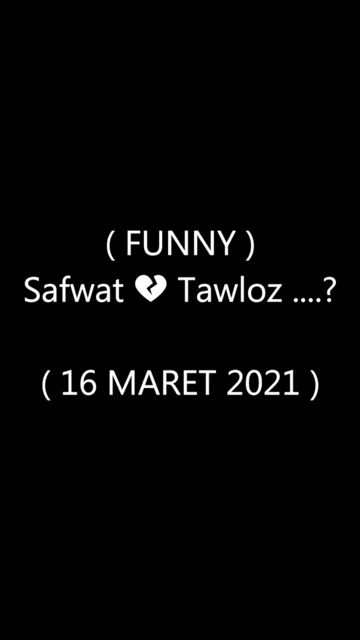 ( FUNNY )
Safwat 💔 Tawloz ....?
( 16 MARET 2021 )